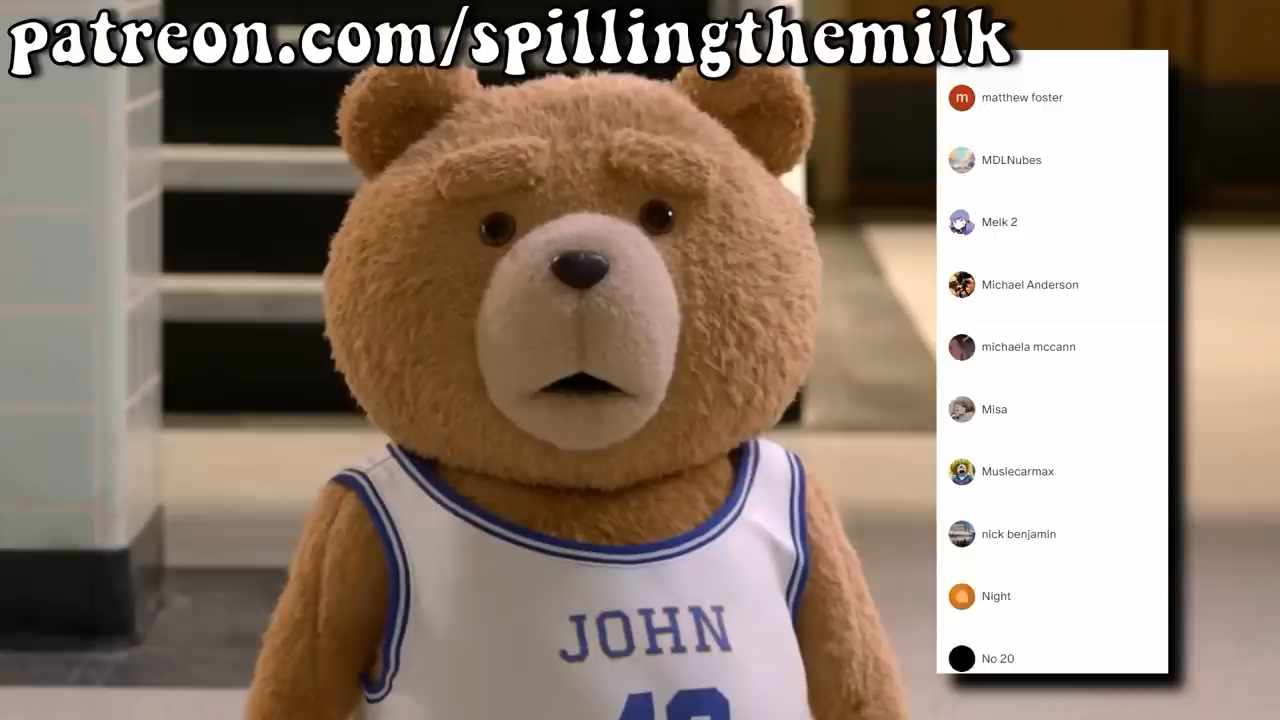 patreon.com/spillingthemilk
matthew foster
MDLNubes
Melk 2
Michael Anderson
michaela mccann
Misa
Muslecarmax
nick benjamin
Night
No 20
JOHN